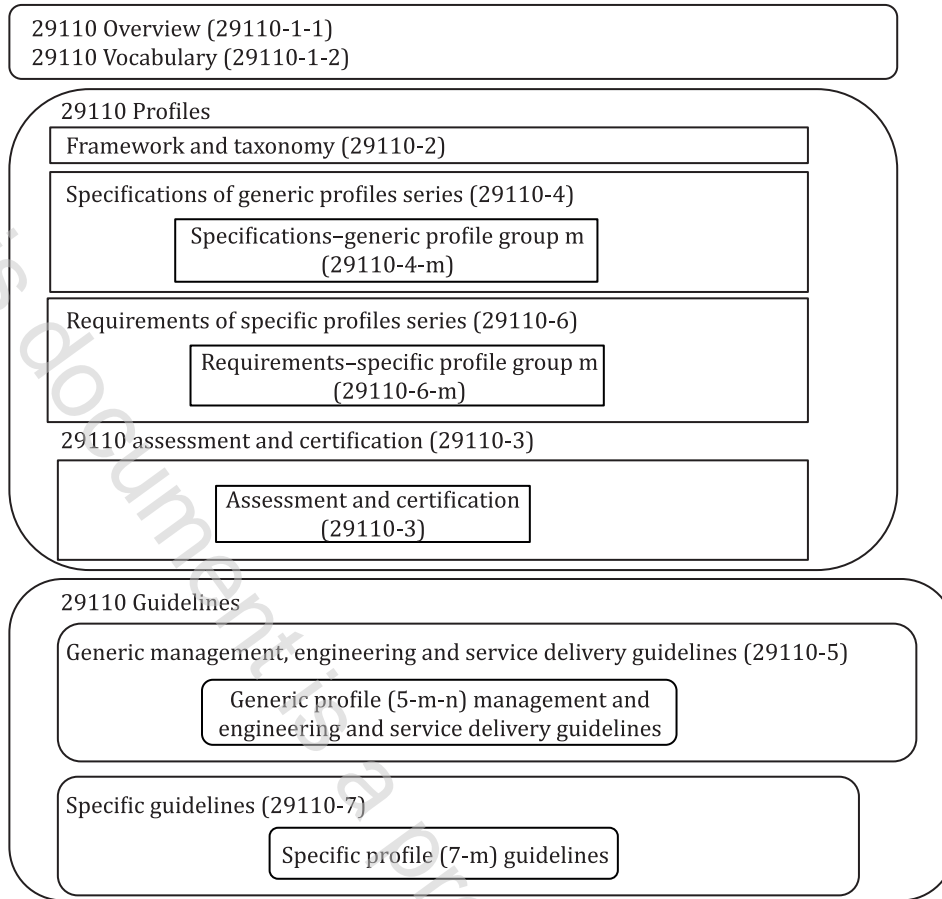 29110 Overview (29110-1-1)
29110 Vocabulary (29110-1-2)
29110 Profiles
Framework and taxonomy (29110-2)
Specifications of generic profiles series (29110-4)
Specifications–generic profile group m
(29110-4-m)
Requirements of specific profiles series (29110-6)
Requirements–specific profile group m
(29110-6-m)
29110 assessment and certification (29110-3)
Assessment and certification
(29110-3)
29110 Guidelines
Generic management, engineering and service delivery guidelines (29110-5)
Generic profile (5-m-n) management and
engineering and service delivery guidelines
Specific guidelines (29110-7)
Specific profile (7-m) guidelines
document is a